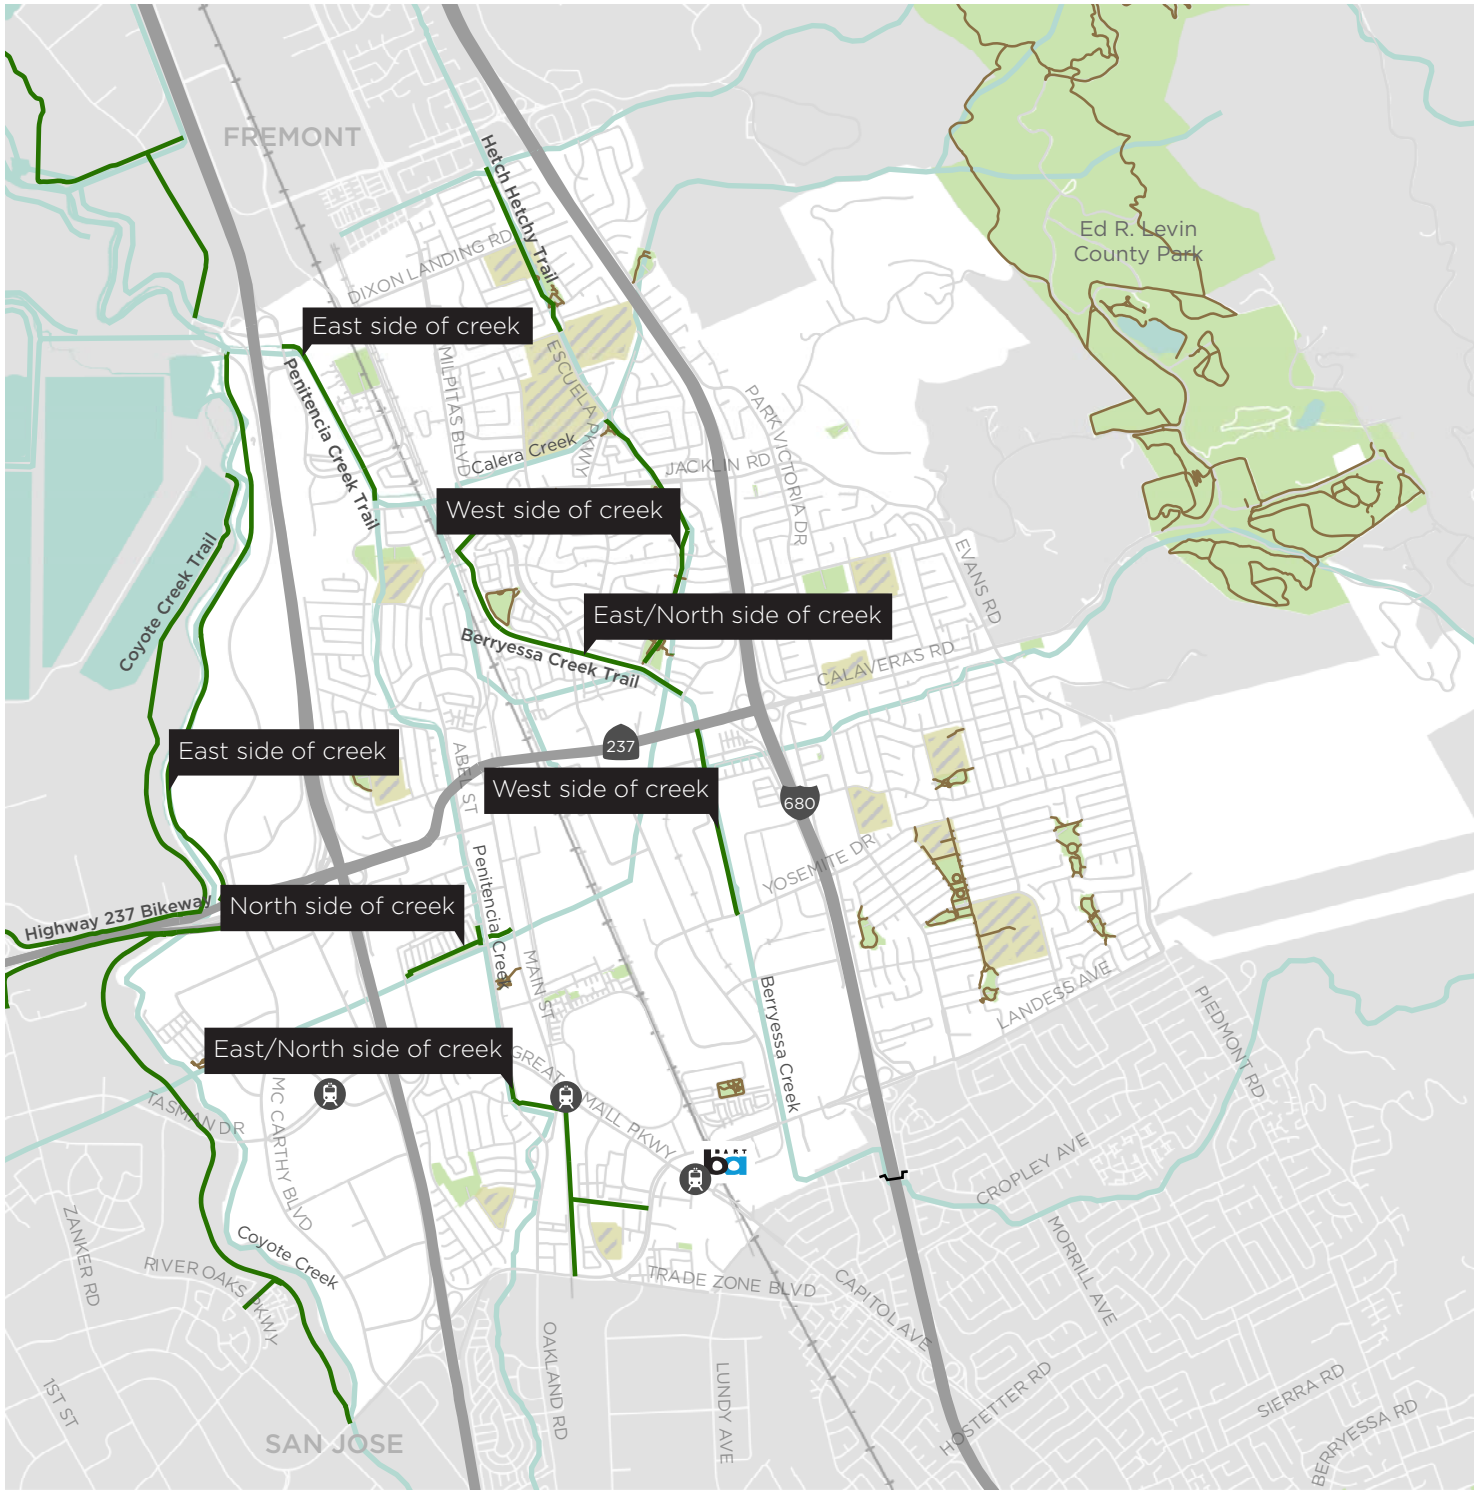 FREMONT
Hetch Hetchy Trail
Ed R. Levin
County Park
DIXON LANDING RD
East side of creek
Penitencia Creek Trail
MILPITAS BLVD
ESCUELA PKWY
Calera Creek
PARK VICTORIA DR
JACKLIN RD
West side of creek
EVANS RD
Coyote Creek Trail
East/North side of creek
Berryessa Creek Trail
CALAVERAS RD
237
East side of creek
ABEL ST
West side of creek
680
YOSEMITE DR
Penitencia Creek
North side of creek
Highway 237 Bikeway
MAIN ST
Berryessa Creek
LANDESS AVE
PIEDMONT RD
East/North side of creek
GREAT MALL PKWY
TASMAN DR
MC CARTHY BLVD
BART
ba
CROPLEY AVE
ZANKER RD
Coyote Creek
RIVER OAKS PKWY
MORRILL AVE
TRADE ZONE BLVD
CAPITOL AVE
OAKLAND RD
LUNDY AVE
1ST ST
HOSTETTER RD
SIERRA RD
BERRYESSA RD
SAN JOSE